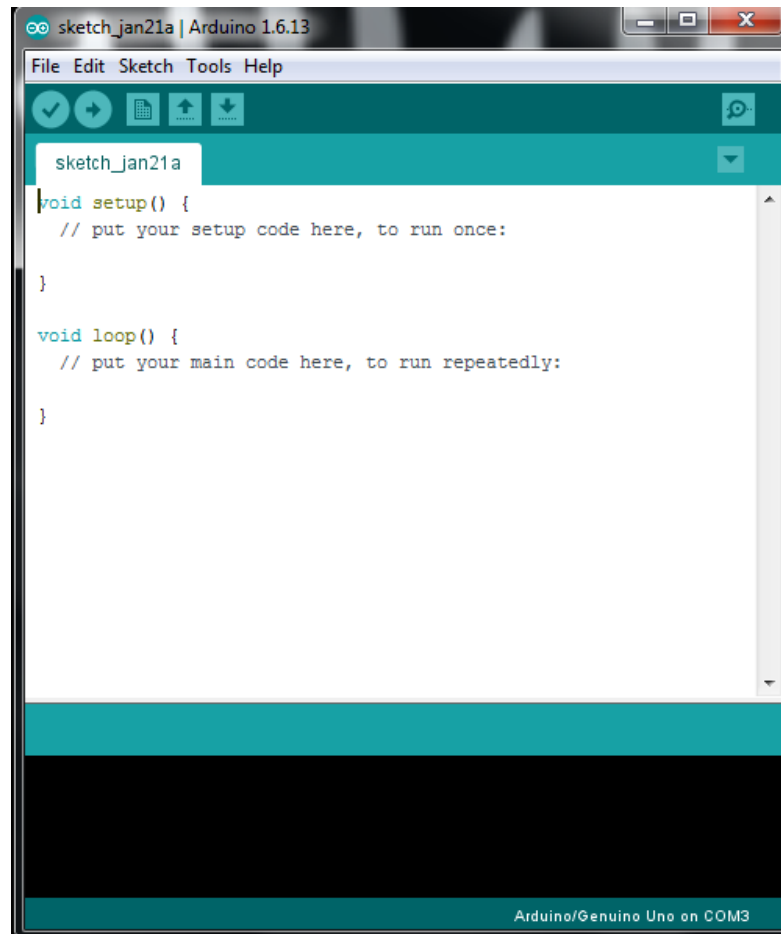 sketch_jan21a | Arduino 1.6.13
File Edit Sketch Tools Help
sketch_jan21a
void setup() {
  // put your setup code here, to run once:
}
void loop() {
  // put your main code here, to run repeatedly:
}
Arduino/Genuino Uno on COM3